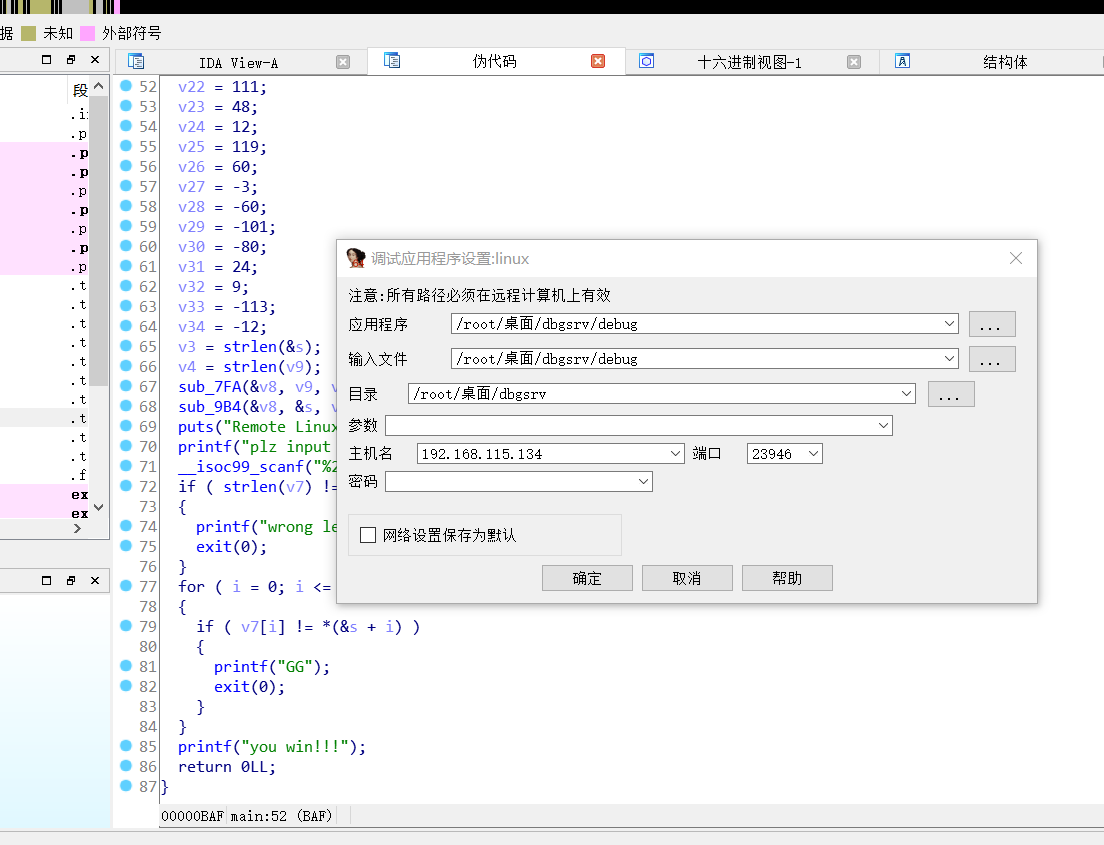 据 未知 外部符号
IDA View-A 伪代码 十六进制视图-1 结构体
段
52 v22 = 111;
53 v23 = 48;
54 v24 = 12;
55 v25 = 119;
56 v26 = 60;
57 v27 = -3;
58 v28 = -60;
59 v29 = -101;
60 v30 = -80;
61 v31 = 24;
62 v32 = 9;
63 v33 = -113;
64 v34 = -12;
65 v3 = strlen(&s);
66 v4 = strlen(v9);
67 sub_7FA(&v8, v9, v
68 sub_9B4(&v8, &s, v
69 puts("Remote Linux
70 printf("plz input
71 __isoc99_scanf("%2
72 if ( strlen(v7) !=
73 {
74 printf("wrong le
75 exit(0);
76 }
77 for ( i = 0; i <=
78 {
79 if ( v7[i] != *(&s + i) )
80 {
81 printf("GG");
82 exit(0);
83 }
84 }
85 printf("you win!!!");
86 return 0LL;
87 }
00000BAF main:52 (BAF)
.i
.p
.p
.p
.p
.p
.p
.p
.p
.t
.t
.t
.t
.t
.t
.t
.t
.t
.t
.f
ex
ex
调试应用程序设置:linux
注意:所有路径必须在远程计算机上有效
应用程序 /root/桌面/dbgsrv/debug ...
输入文件 /root/桌面/dbgsrv/debug ...
目录 /root/桌面/dbgsrv ...
参数
主机名 192.168.115.134 端口 23946
密码
网络设置保存为默认
确定 取消 帮助